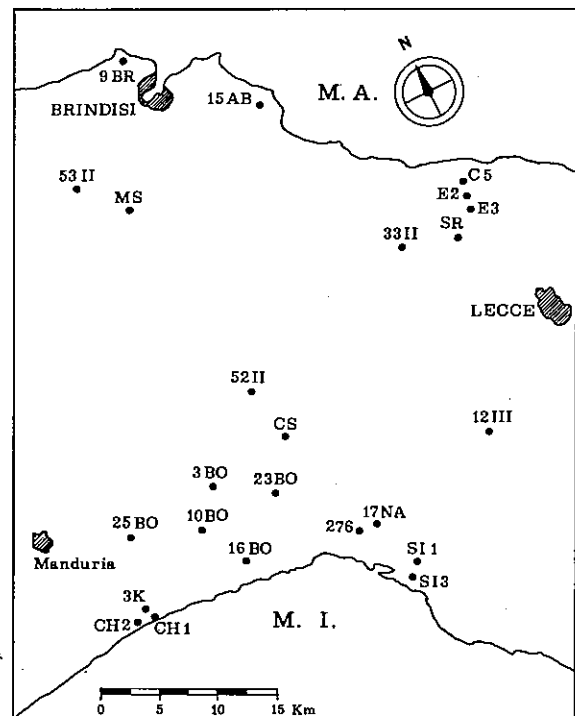 N
9 BR
M. A.
BRINDISI
15 AB
53 II
MS
C 5
E2
E3
SR
33 II
LECCE
52 II
CS
12 III
3 BO
23 BO
17 NA
276
25 BO
10 BO
16 BO
Manduria
SI 1
SI3
3K
CH2
CH1
M. I.
0 5 10 15 Km